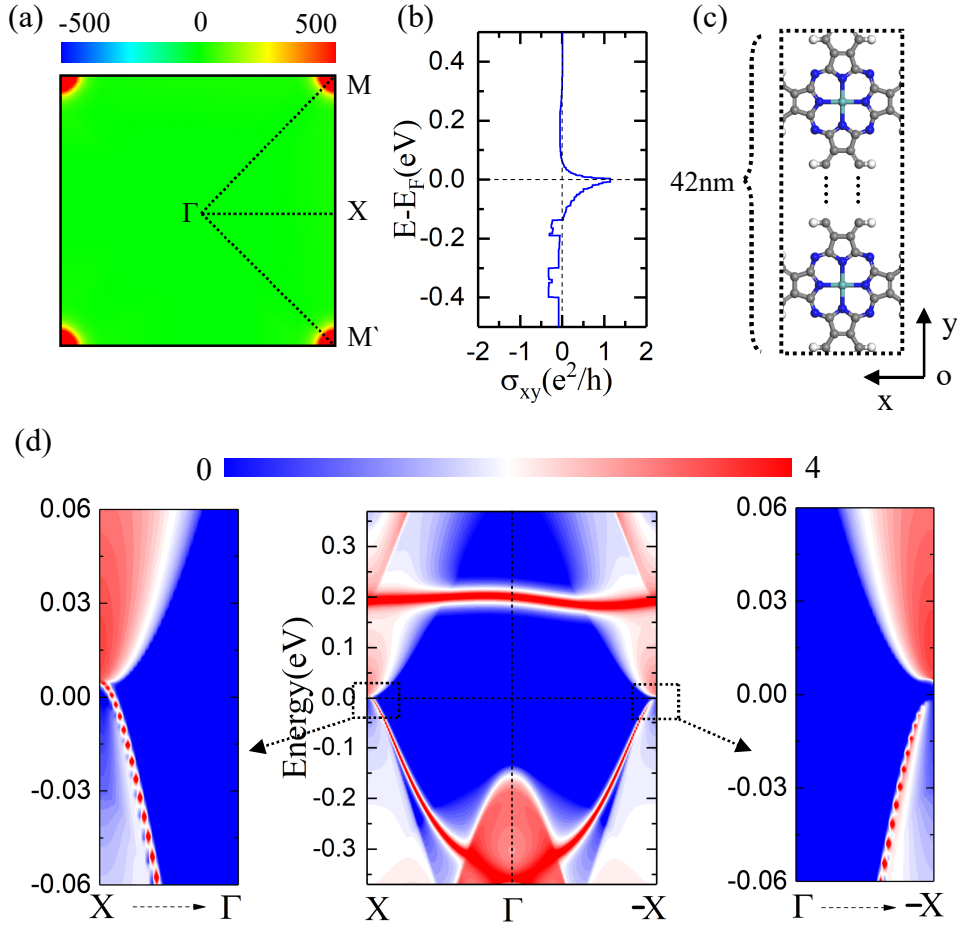 (a)
-500 0 500
M
Γ
X
M`
(b)
E-E_F(eV)
0.4
0.2
0.0
-0.2
-0.4
-2 -1 0 1 2
σ_xy(e²/h)
(c)
42nm
y
o
x
(d)
0 4
0.06
0.03
0.00
-0.03
-0.06
X Γ
Energy(eV)
0.3
0.2
0.1
0.0
-0.1
-0.2
-0.3
X Γ -X
0.06
0.03
0.00
-0.03
-0.06
Γ -X